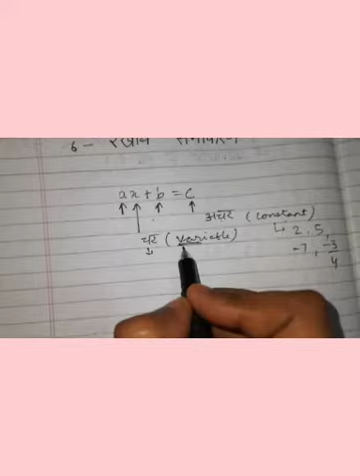 6-
ax + b = c
अचर (constant)
चर (variable)
2, 5,
-7, -3
4